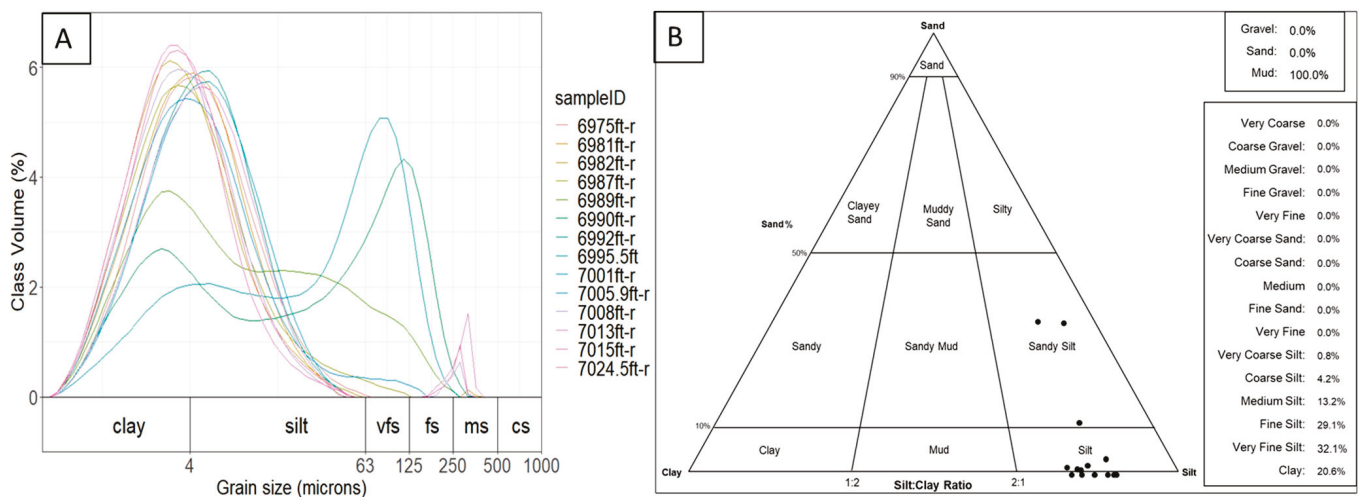 A
6
4
2
0
Class Volume (%)
clay
silt
vfs
fs
ms
cs
4
63
125
250
500
1000
Grain size (microns)
sampleID
6975ft-r
6981ft-r
6982ft-r
6987ft-r
6989ft-r
6990ft-r
6992ft-r
6995.5ft
7001ft-r
7005.9ft-r
7008ft-r
7013ft-r
7015ft-r
7024.5ft-r
B
Sand
Sand
90%
Clayey
Sand
Muddy
Sand
Silty
Sand%
50%
Sandy
Sandy Mud
Sandy Silt
10%
Clay
Mud
Silt
Clay
Silt
1:2
Silt:Clay Ratio
2:1
Gravel: 0.0%
Sand: 0.0%
Mud: 100.0%
Very Coarse 0.0%
Coarse Gravel: 0.0%
Medium Gravel: 0.0%
Fine Gravel: 0.0%
Very Fine 0.0%
Very Coarse Sand: 0.0%
Coarse Sand: 0.0%
Medium 0.0%
Fine Sand: 0.0%
Very Fine 0.0%
Very Coarse Silt: 0.8%
Coarse Silt: 4.2%
Medium Silt: 13.2%
Fine Silt: 29.1%
Very Fine Silt: 32.1%
Clay: 20.6%